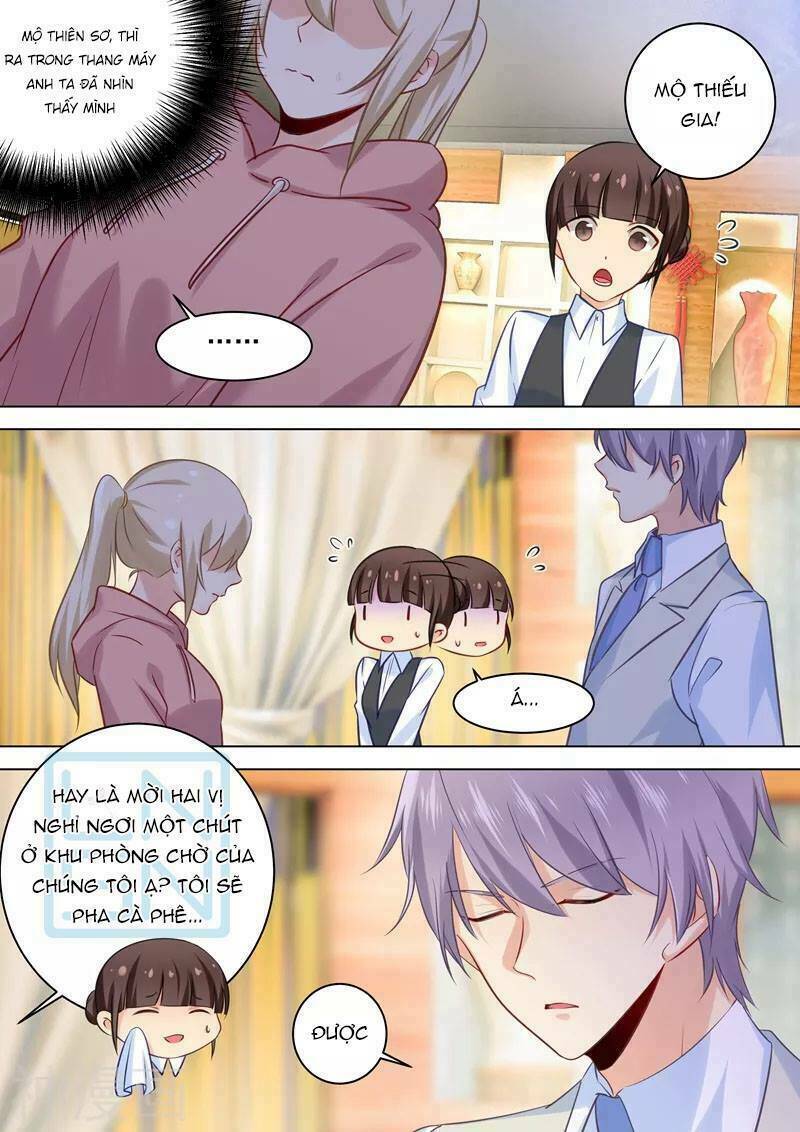 MỘ THIÊN SƠ, THÌ
RA TRONG THANG MÁY
ANH TA ĐÃ NHÌN
THẤY MÌNH
MỘ THIẾU
GIA!
......
Á...
HAY LÀ MỜI HAI VỊ
NGHỈ NGƠI MỘT CHÚT
Ở KHU PHÒNG CHỜ CỦA
CHÚNG TÔI Ạ? TÔI SẼ
PHA CÀ PHÊ...
ĐƯỢC